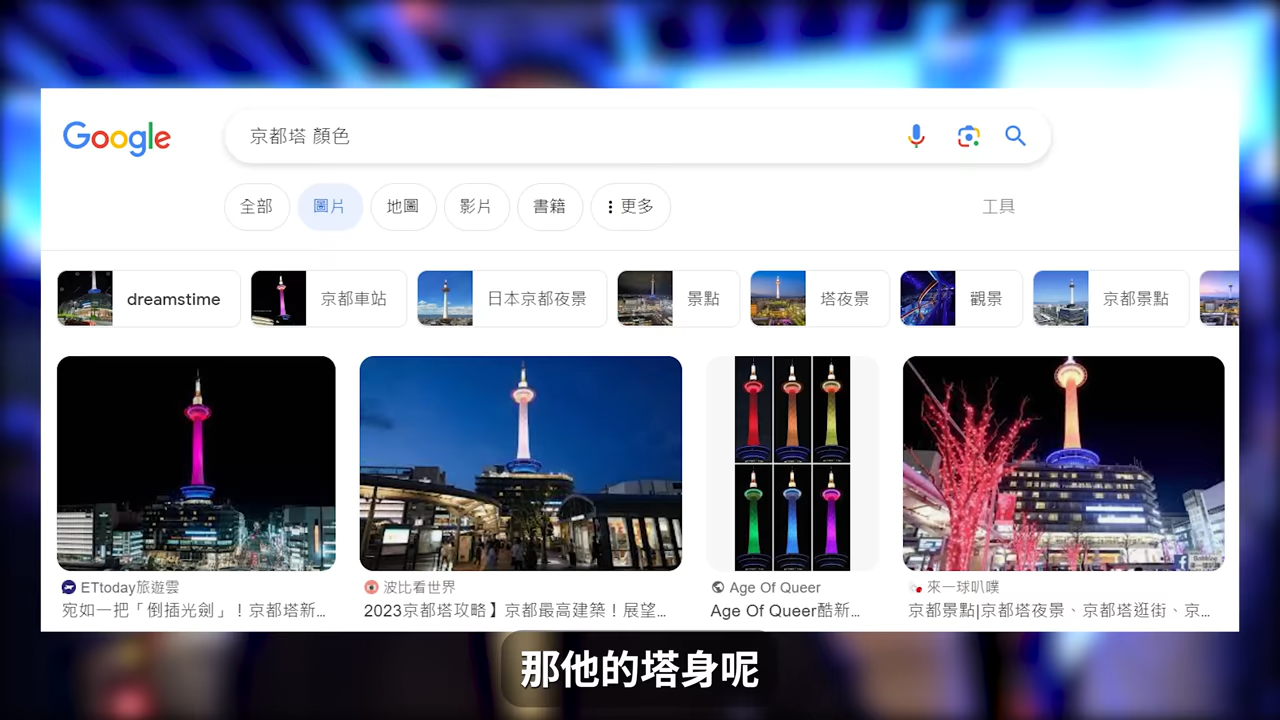 Google
京都塔 顏色
全部
圖片
地圖
影片
書籍
更多
工具
dreamstime
京都車站
日本京都夜景
景點
塔夜景
觀景
京都景點
ETtoday旅遊雲
宛如一把「倒插光劍」！京都塔新...
波比看世界
2023京都塔攻略】京都最高建築！展望...
Age Of Queer
Age Of Queer酷新...
來一球叭噗
京都景點|京都塔夜景、京都塔逛街、京...
那他的塔身呢